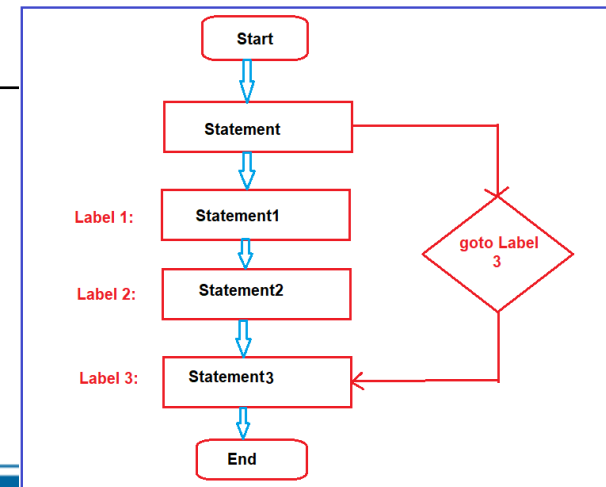 Start
Statement
Label 1:
Statement1
goto Label
3
Label 2:
Statement2
Label 3:
Statement3
End